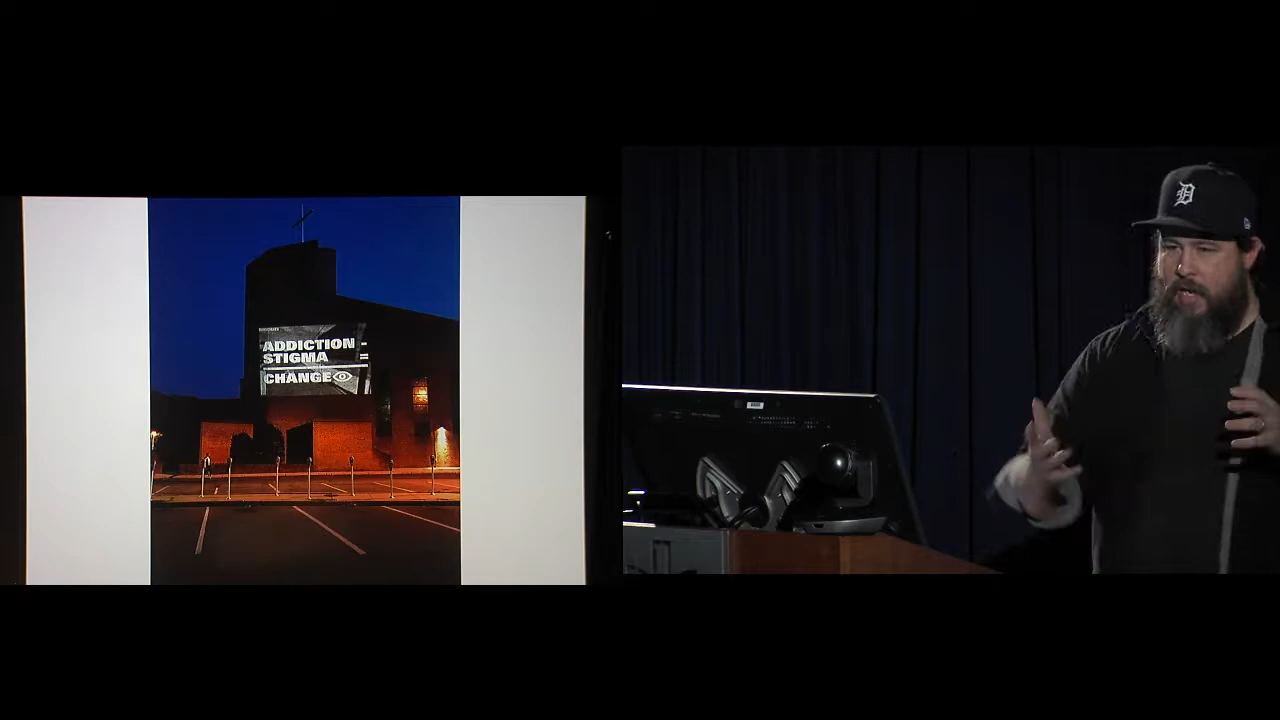 ADDICTION -
STIGMA =
CHANGE
D